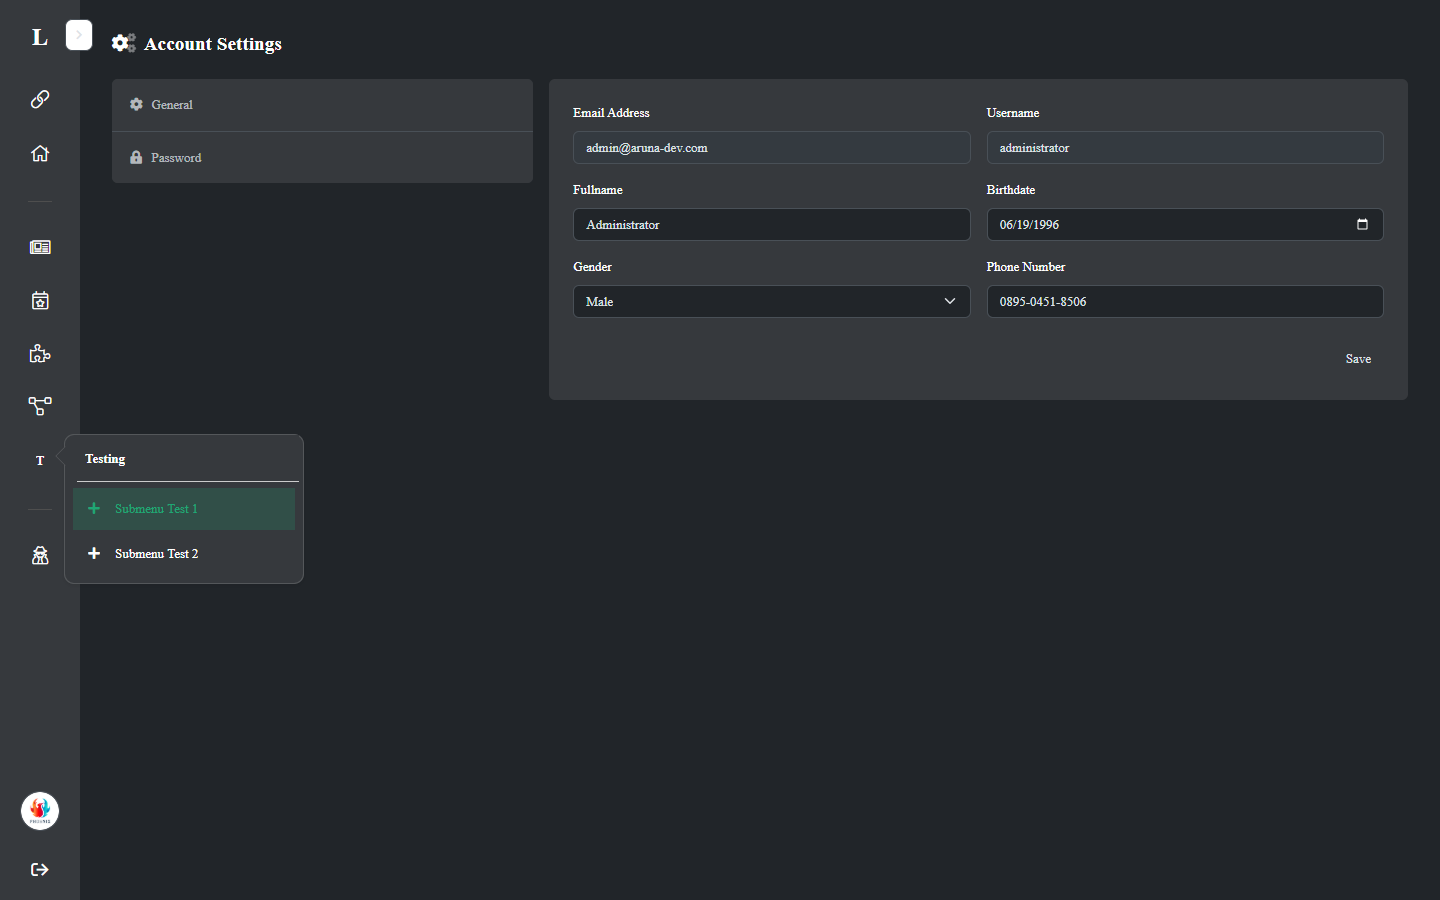 L
Account Settings
General
Password
Email Address
Username
admin@aruna-dev.com
administrator
Fullname
Birthdate
Administrator
06/19/1996
Gender
Phone Number
Male
0895-0451-8506
Save
T
Testing
Submenu Test 1
Submenu Test 2
PHOENIX